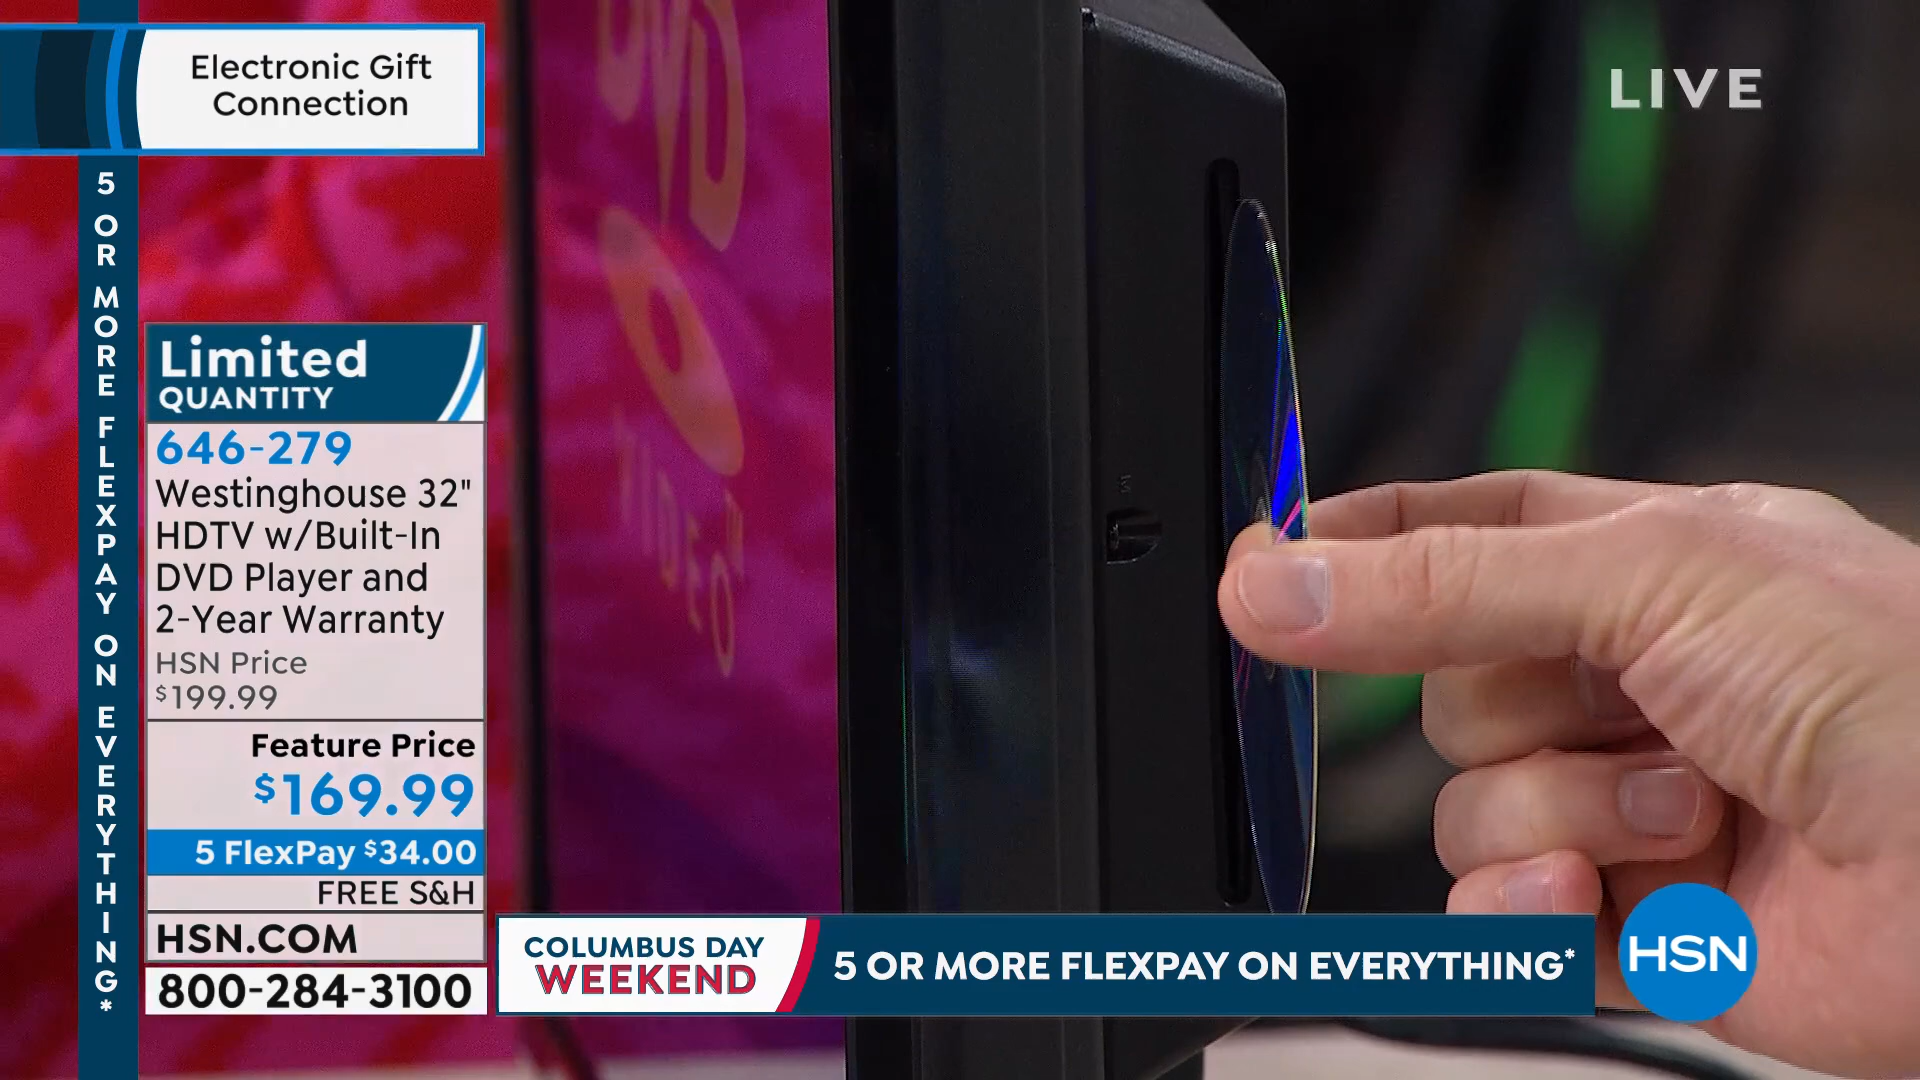 Electronic Gift
Connection
LIVE
5 OR MORE FLEXPAY ON EVERYTHING*
Limited
QUANTITY
646-279
Westinghouse 32"
HDTV w/Built-In
DVD Player and
2-Year Warranty
HSN Price
$199.99
Feature Price
$169.99
5 FlexPay $34.00
FREE S&H
HSN.COM
800-284-3100
COLUMBUS DAY
WEEKEND
5 OR MORE FLEXPAY ON EVERYTHING*
HSN